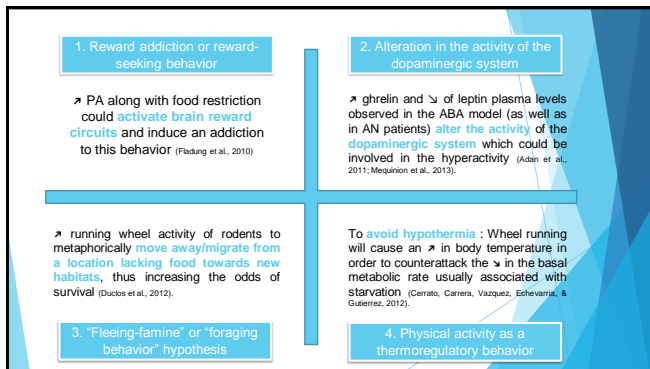 1. Reward addiction or reward-
seeking behavior
↗ PA along with food restriction
could activate brain reward
circuits and induce an addiction
to this behavior (Fladung et al., 2010)
2. Alteration in the activity of the
dopaminergic system
↗ ghrelin and ↘ of leptin plasma levels
observed in the ABA model (as well as
in AN patients) alter the activity of the
dopaminergic system which could be
involved in the hyperactivity (Adan et al.,
2011; Mequinion et al., 2013).
↗ running wheel activity of rodents to
metaphorically move away/migrate from
a location lacking food towards new
habitats, thus increasing the odds of
survival (Duclos et al., 2012).
3. “Fleeing-famine” or “foraging
behavior” hypothesis
To avoid hypothermia : Wheel running
will cause an ↗ in body temperature in
order to counterattack the ↘ in the basal
metabolic rate usually associated with
starvation (Cerrato, Carrera, Vazquez, Echevarria, &
Gutierrez, 2012).
4. Physical activity as a
thermoregulatory behavior